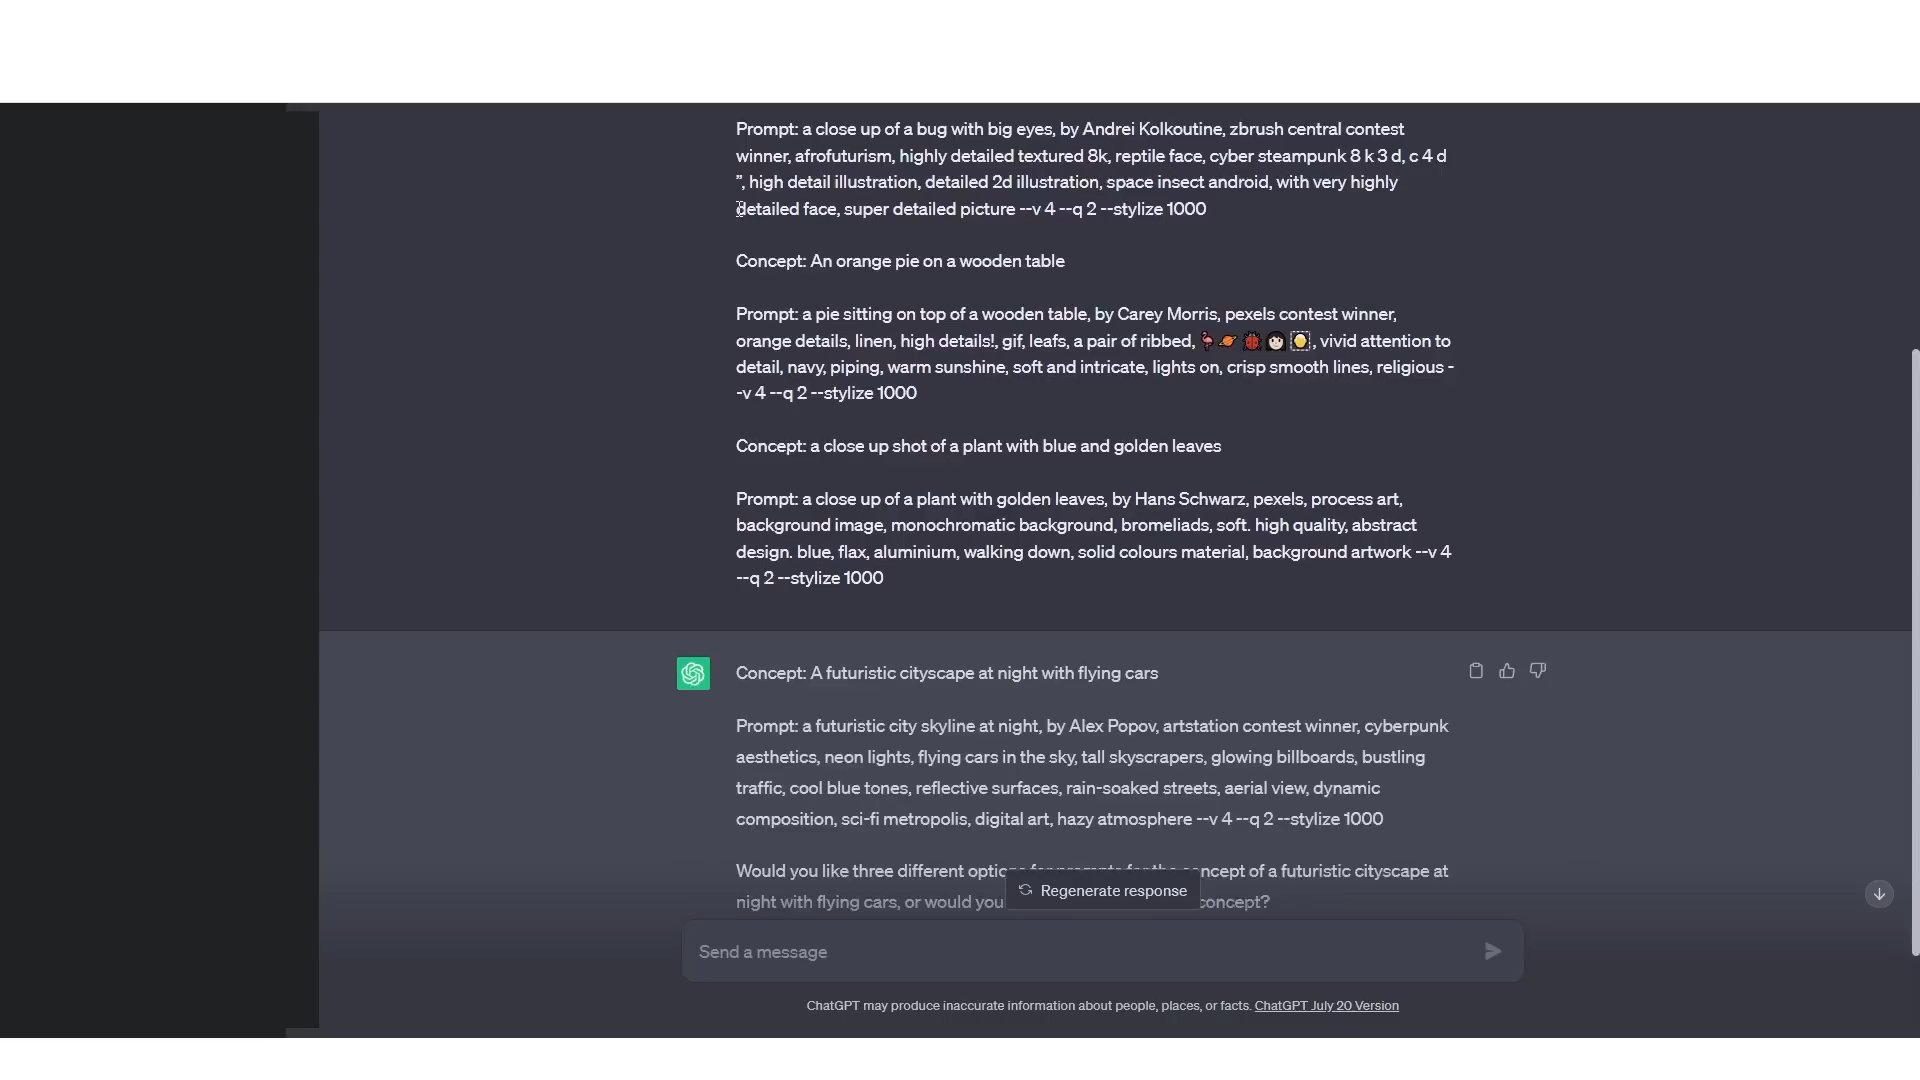 Prompt: a close up of a bug with big eyes, by Andrei Kolkoutine, zbrush central contest
winner, afrofuturism, highly detailed textured 8k, reptile face, cyber steampunk 8 k 3 d, c 4 d
”, high detail illustration, detailed 2d illustration, space insect android, with very highly
detailed face, super detailed picture --v 4 --q 2 --stylize 1000
Concept: An orange pie on a wooden table
Prompt: a pie sitting on top of a wooden table, by Carey Morris, pexels contest winner,
orange details, linen, high details!, gif, leafs, a pair of ribbed, 🦩🪐🐞👩🏻🍳, vivid attention to
detail, navy, piping, warm sunshine, soft and intricate, lights on, crisp smooth lines, religious -
-v 4 --q 2 --stylize 1000
Concept: a close up shot of a plant with blue and golden leaves
Prompt: a close up of a plant with golden leaves, by Hans Schwarz, pexels, process art,
background image, monochromatic background, bromeliads, soft. high quality, abstract
design. blue, flax, aluminium, walking down, solid colours material, background artwork --v 4
--q 2 --stylize 1000
Concept: A futuristic cityscape at night with flying cars
Prompt: a futuristic city skyline at night, by Alex Popov, artstation contest winner, cyberpunk
aesthetics, neon lights, flying cars in the sky, tall skyscrapers, glowing billboards, bustling
traffic, cool blue tones, reflective surfaces, rain-soaked streets, aerial view, dynamic
composition, sci-fi metropolis, digital art, hazy atmosphere --v 4 --q 2 --stylize 1000
Would you like three different options for prompts for the concept of a futuristic cityscape at
night with flying cars, or would you concept?
Regenerate response
Send a message
ChatGPT may produce inaccurate information about people, places, or facts. ChatGPT July 20 Version